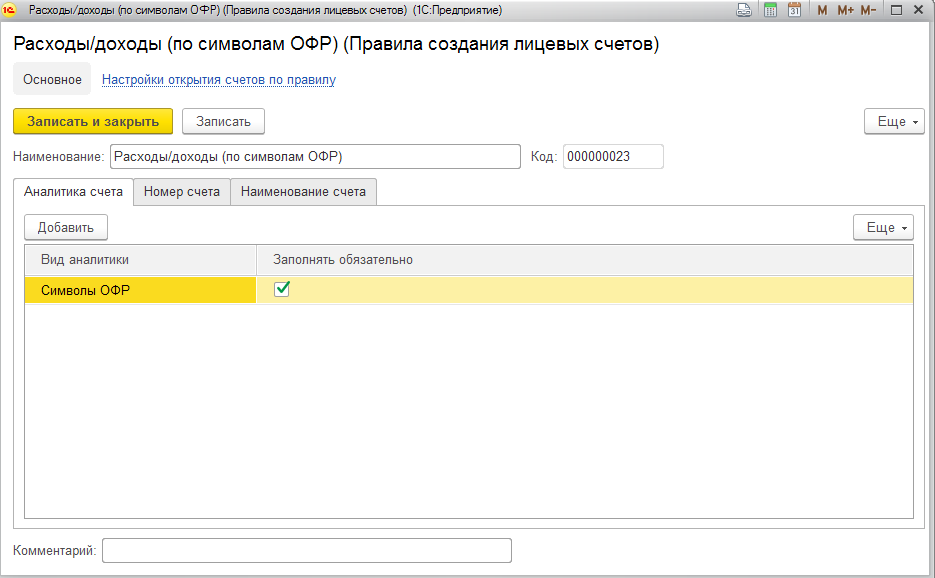 1С Расходы/доходы (по символам ОФР) (Правила создания лицевых счетов) (1С:Предприятие) 31 M M+ M-
Расходы/доходы (по символам ОФР) (Правила создания лицевых счетов)
Основное Настройки открытия счетов по правилу
Записать и закрыть Записать Еще
Наименование: Расходы/доходы (по символам ОФР) Код: 000000023
Аналитика счета Номер счета Наименование счета
Добавить Еще
Вид аналитики Заполнять обязательно
Символы ОФР
Комментарий: